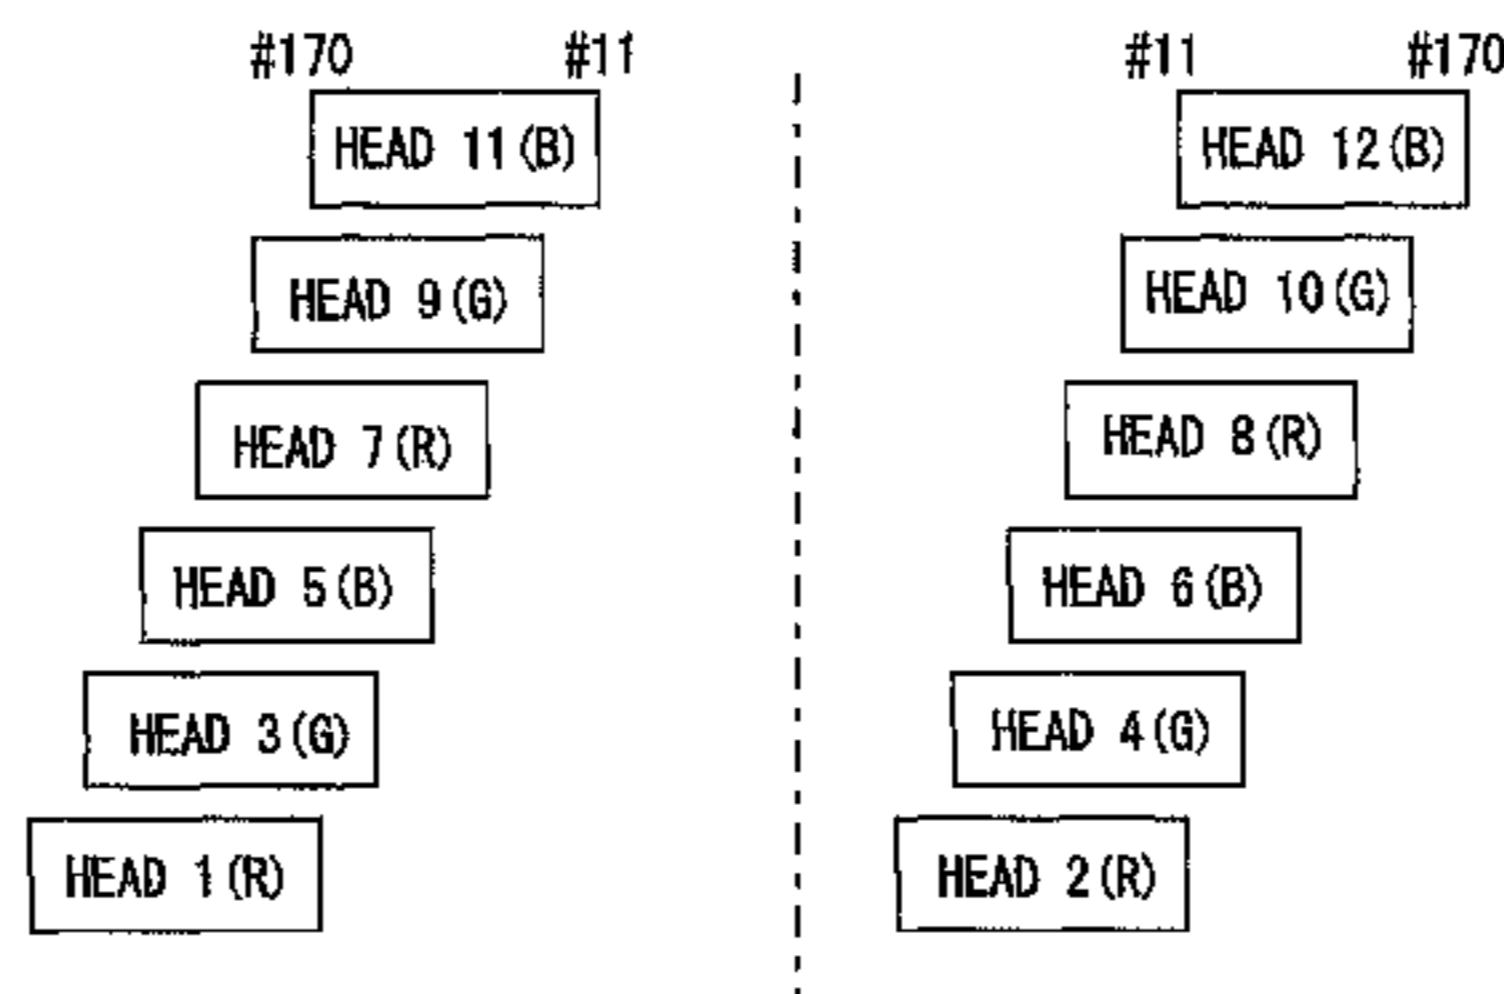 #170 #11 #11 #170
HEAD 11(B) HEAD 12(B)
HEAD 9(G) HEAD 10(G)
HEAD 7(R) HEAD 8(R)
HEAD 5(B) HEAD 6(B)
HEAD 3(G) HEAD 4(G)
HEAD 1(R) HEAD 2(R)